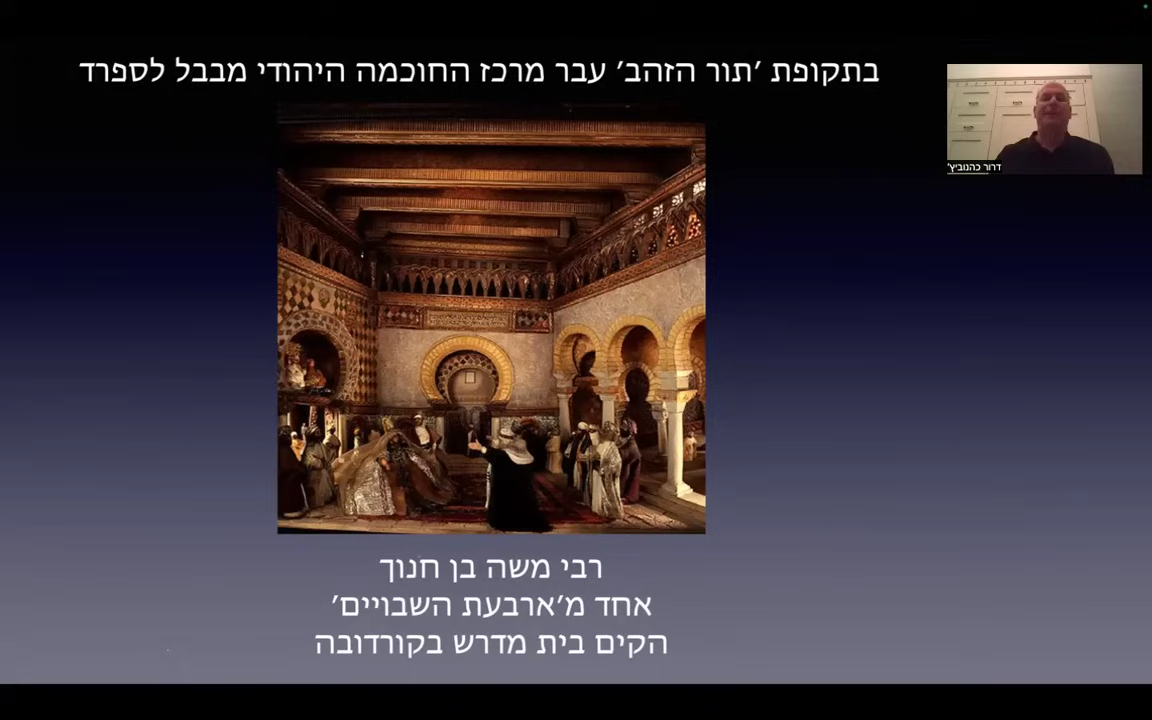 בתקופת 'תור הזהב' עבר מרכז החוכמה היהודי מבבל לספרד
דרור כהנוביץ'
רבי משה בן חנוך
אחד מ'ארבעת השבויים'
הקים בית מדרש בקורדובה